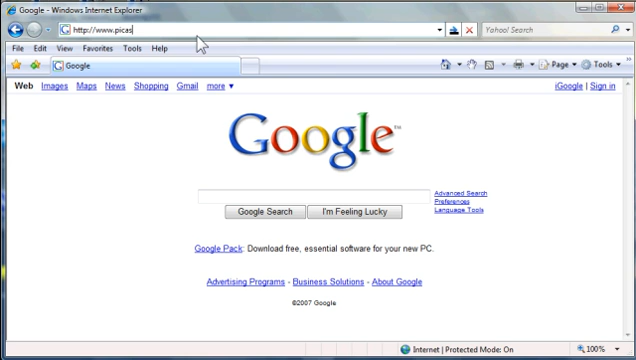 Google - Windows Internet Explorer
http://www.picas
Yahoo! Search
File Edit View Favorites Tools Help
Google
Page Tools
Web Images Maps News Shopping Gmail more ▼
iGoogle | Sign in
Google™
Advanced Search
Preferences
Language Tools
Google Search I'm Feeling Lucky
Google Pack: Download free, essential software for your new PC.
Advertising Programs - Business Solutions - About Google
©2007 Google
Internet | Protected Mode: On
100%